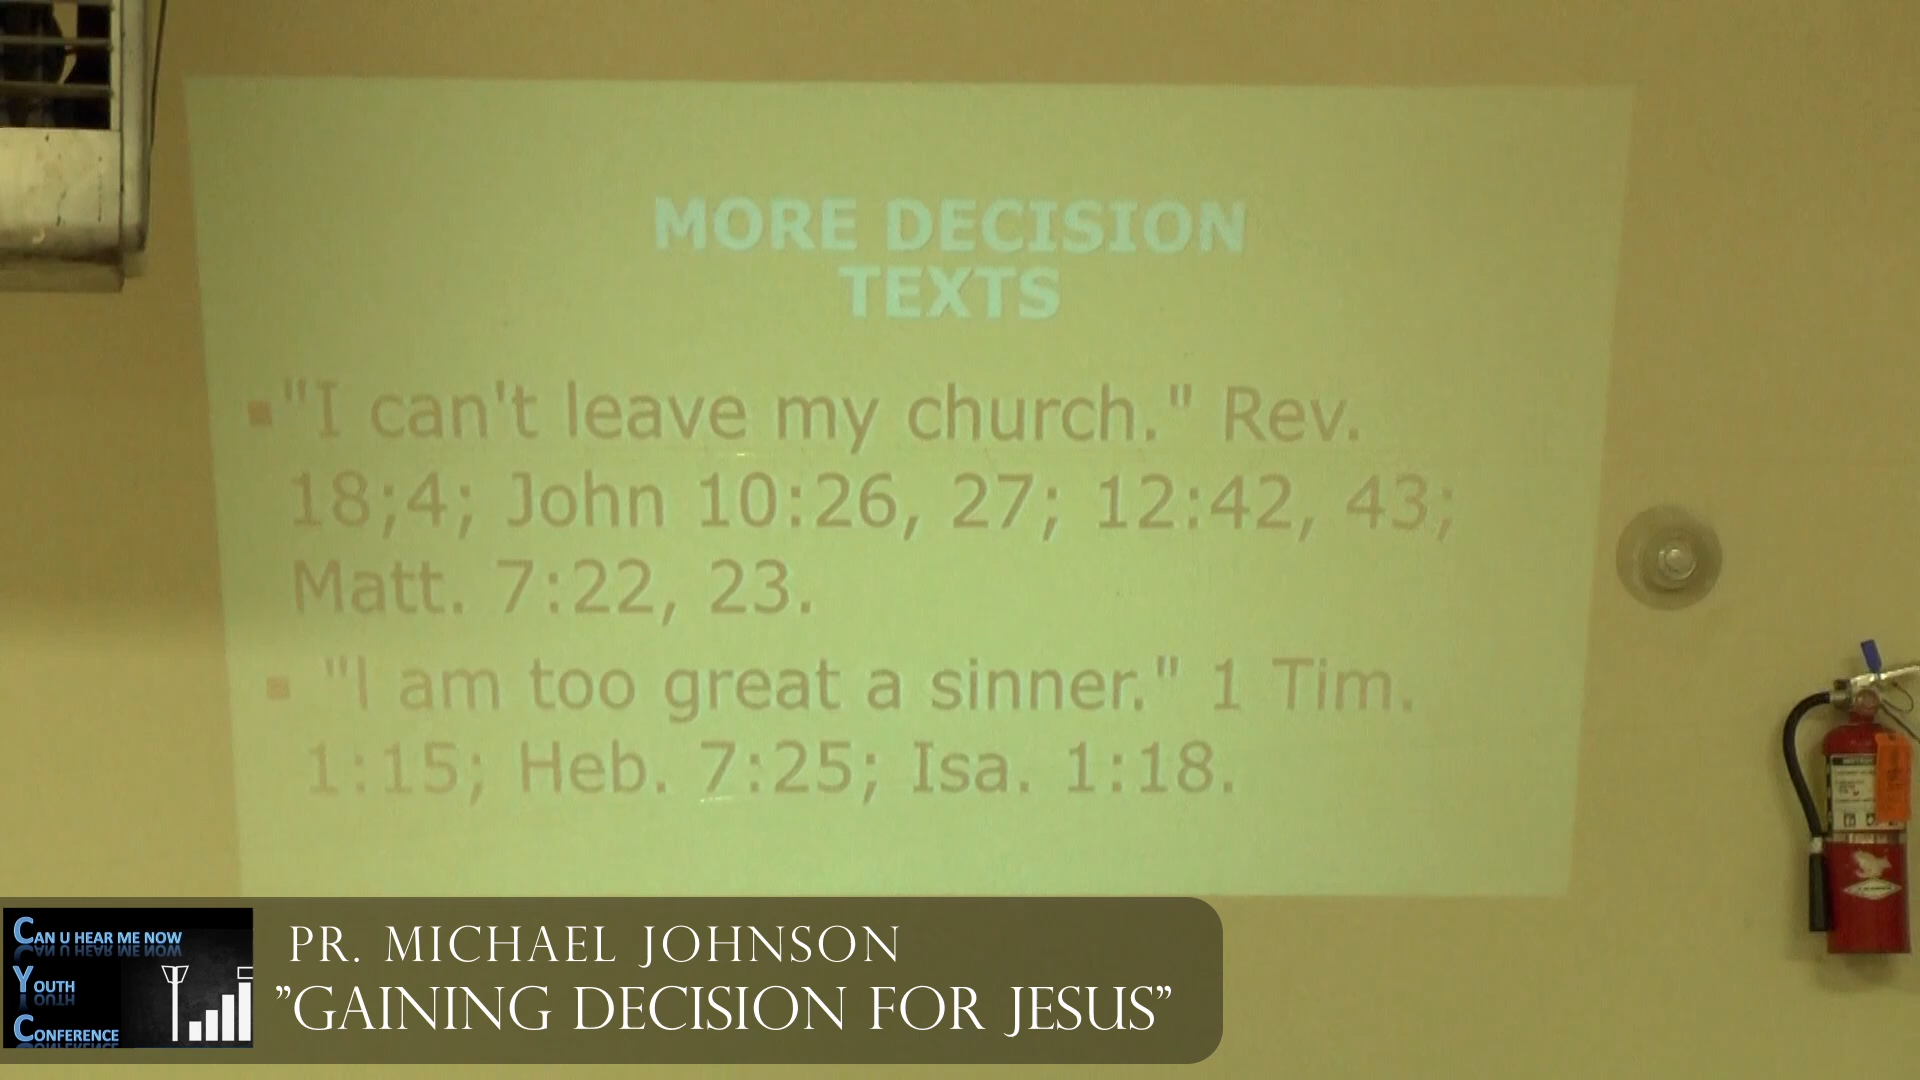 MORE DECISION
TEXTS
▪"I can't leave my church." Rev.
18;4; John 10:26, 27; 12:42, 43;
Matt. 7:22, 23.
▪ "I am too great a sinner." 1 Tim.
1:15; Heb. 7:25; Isa. 1:18.
CAN U HEAR ME NOW
YOUTH
CONFERENCE
PR. MICHAEL JOHNSON
"GAINING DECISION FOR JESUS"